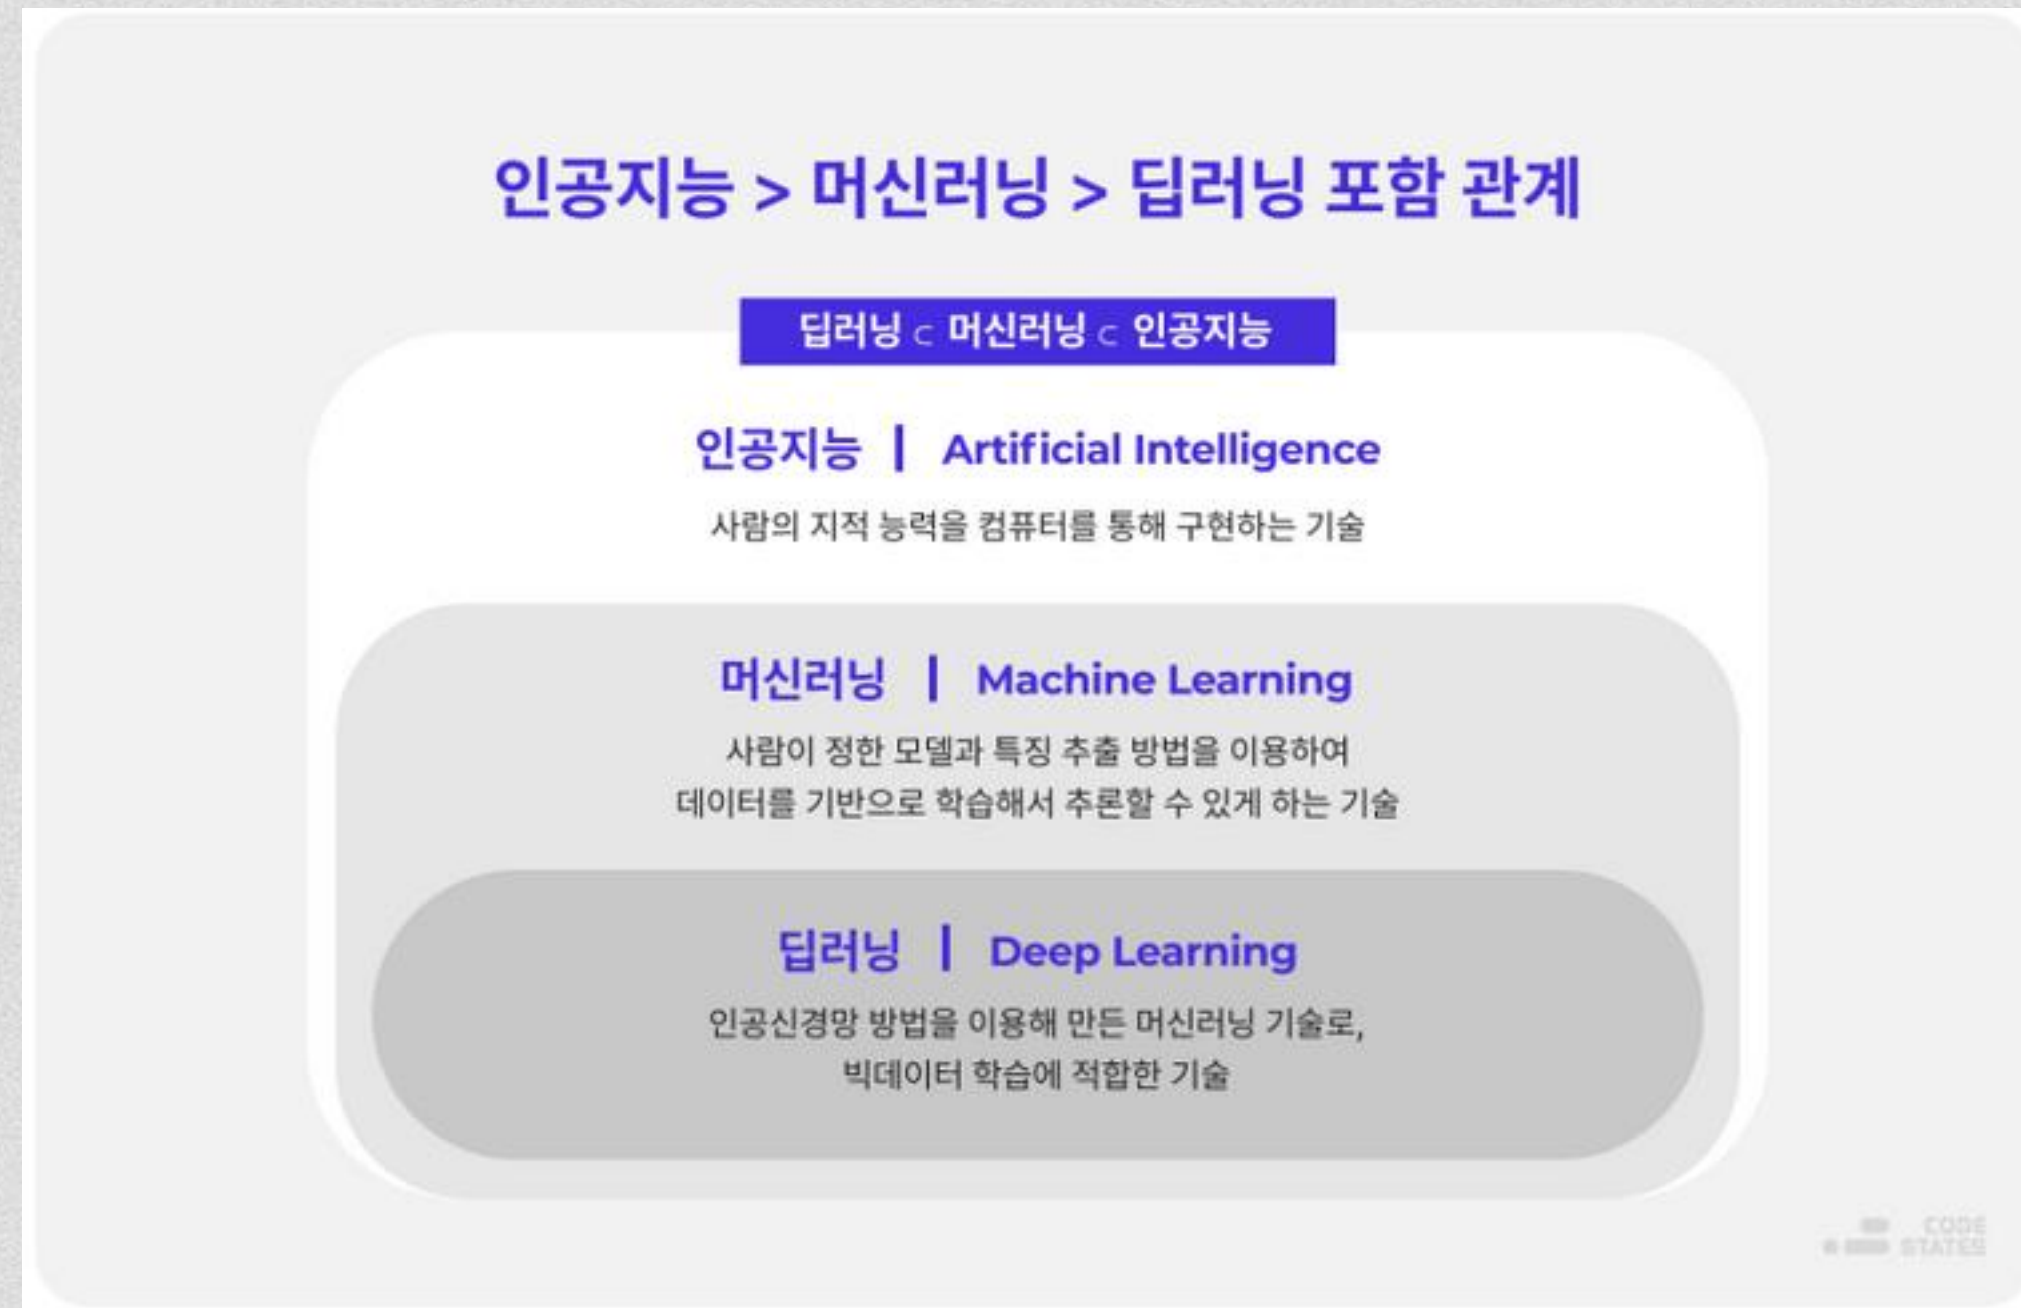 인공지능 > 머신러닝 > 딥러닝 포함 관계
딥러닝 ⊂ 머신러닝 ⊂ 인공지능
인공지능 | Artificial Intelligence
사람의 지적 능력을 컴퓨터를 통해 구현하는 기술
머신러닝 | Machine Learning
사람이 정한 모델과 특징 추출 방법을 이용하여
데이터를 기반으로 학습해서 추론할 수 있게 하는 기술
딥러닝 | Deep Learning
인공신경망 방법을 이용해 만든 머신러닝 기술로,
빅데이터 학습에 적합한 기술
CODE
STATES